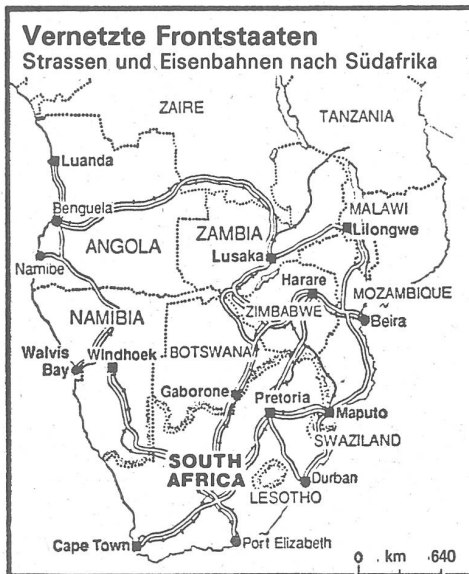 Vernetzte Frontstaaten
Strassen und Eisenbahnen nach Südafrika
ZAIRE
TANZANIA
Luanda
Benguela
MALAWI
ANGOLA
ZAMBIA
Lilongwe
Lusaka
Namibe
Harare
MOZAMBIQUE
NAMIBIA
ZIMBABWE
Beira
Walvis
Bay
Windhoek
BOTSWANA
Gaborone
Pretoria
Maputo
SWAZILAND
SOUTH
AFRICA
Durban
LESOTHO
Cape Town
Port Elizabeth
0 km 640